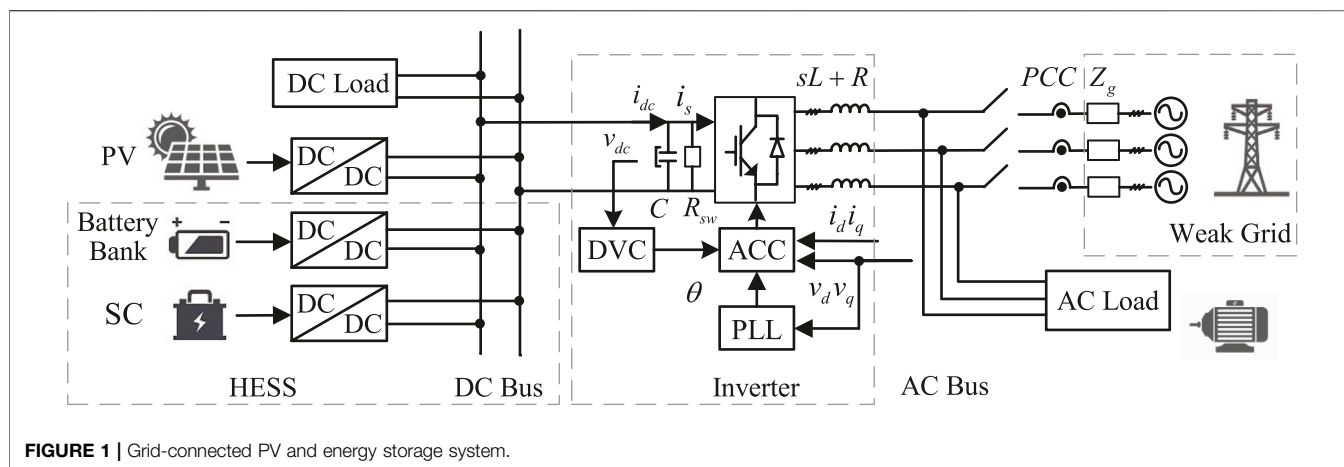 DC Load
PV
DC
DC
Battery
Bank
+ −
DC
DC
SC
DC
DC
HESS
DC Bus
i_dc
i_s
v_dc
C
R_sw
sL + R
DVC
ACC
i_d i_q
v_d v_q
θ
PLL
Inverter
AC Bus
PCC
Z_g
Weak Grid
AC Load
FIGURE 1 | Grid-connected PV and energy storage system.